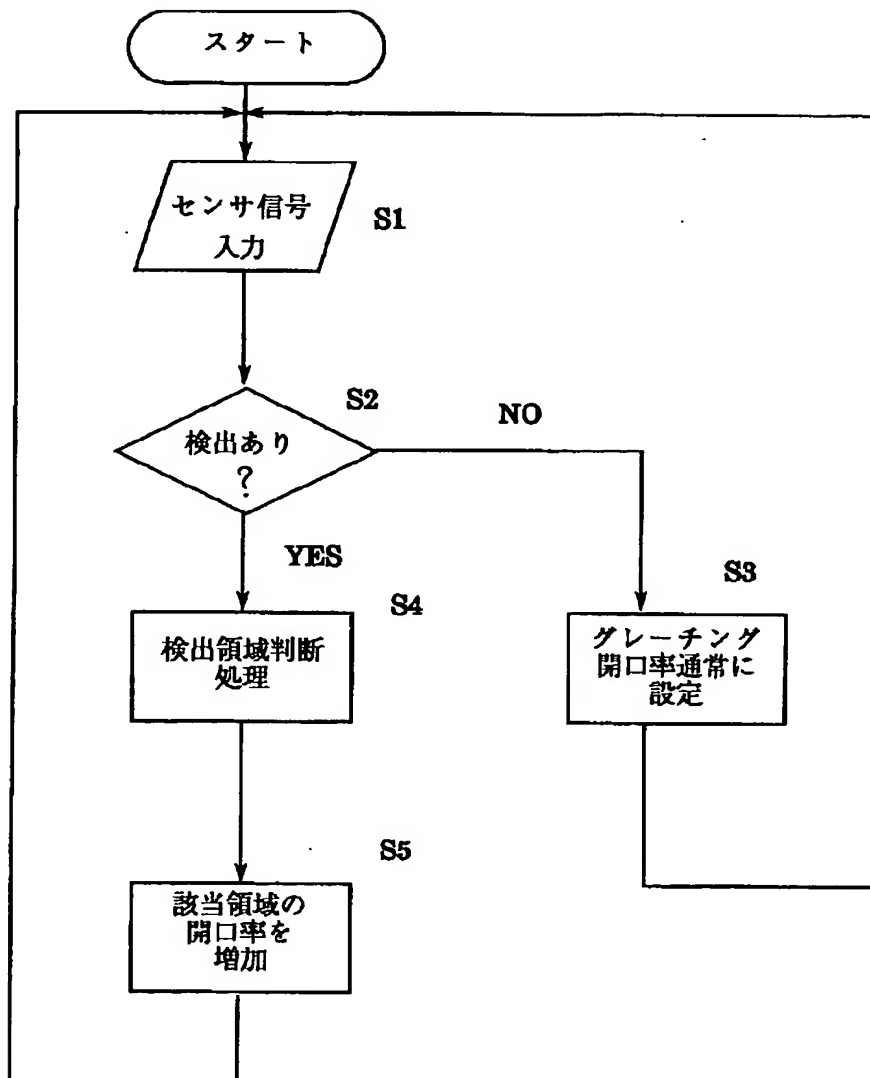 スタート
センサ信号
入力
S1
S2
検出あり
?
NO
YES
S3
グレーチング
開口率通常に
設定
S4
検出領域判断
処理
S5
該当領域の
開口率を
増加